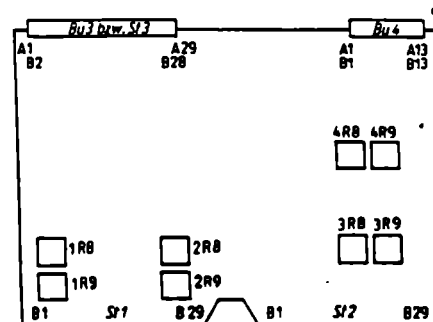 Bu3 bzw. St3 Bu4
A1 A29 A1 A13
B2 B28 B1 B13
4R8 4R9
1R8 2R8 3R8 3R9
1R9 2R9
B1 St1 B29 B1 St2 B29